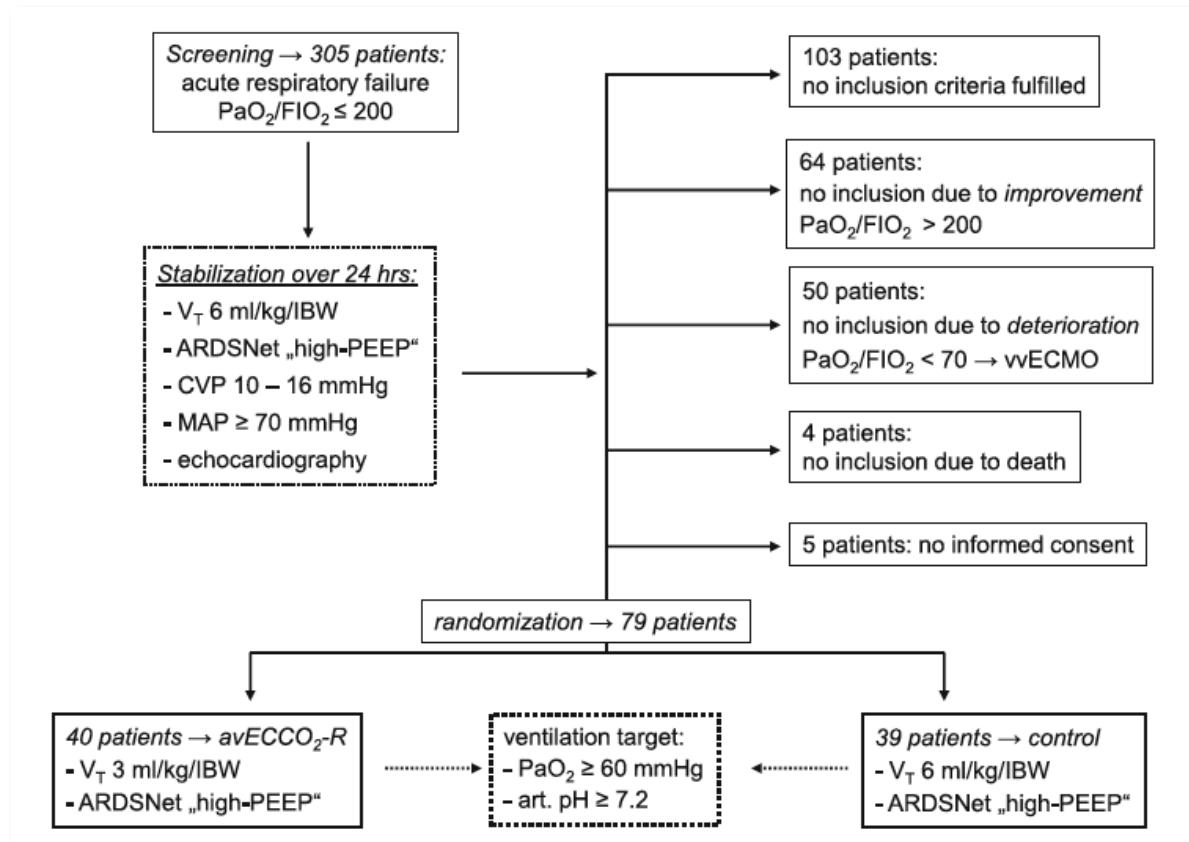 Screening → 305 patients:
acute respiratory failure
PaO₂/FIO₂ ≤ 200
Stabilization over 24 hrs:
- V_T 6 ml/kg/IBW
- ARDSNet „high-PEEP“
- CVP 10 – 16 mmHg
- MAP ≥ 70 mmHg
- echocardiography
103 patients:
no inclusion criteria fulfilled
64 patients:
no inclusion due to improvement
PaO₂/FIO₂ > 200
50 patients:
no inclusion due to deterioration
PaO₂/FIO₂ < 70 → vvECMO
4 patients:
no inclusion due to death
5 patients: no informed consent
randomization → 79 patients
40 patients → avECCO₂-R
- V_T 3 ml/kg/IBW
- ARDSNet „high-PEEP“
ventilation target:
- PaO₂ ≥ 60 mmHg
- art. pH ≥ 7.2
39 patients → control
- V_T 6 ml/kg/IBW
- ARDSNet „high-PEEP“